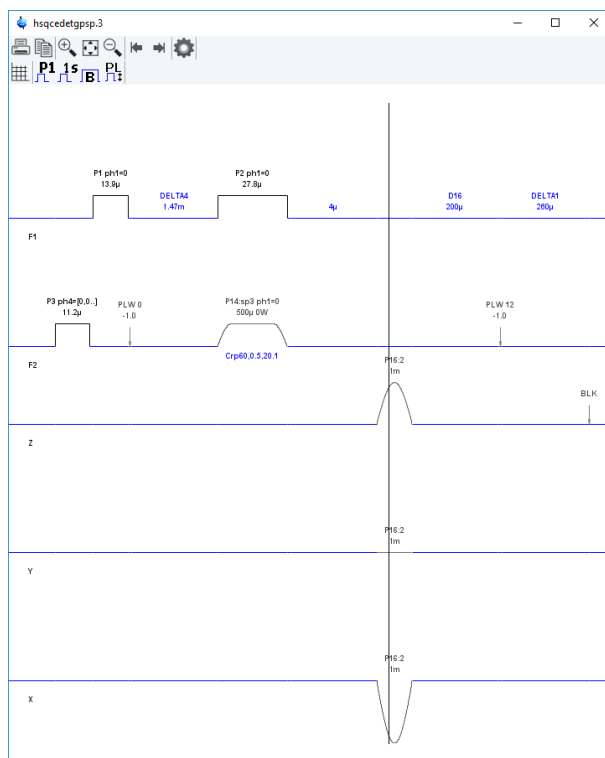 hsqcedetgpsp.3
P1 1s B PL
P1 ph1=0
13.9µ
DELTA4
1.47m
P2 ph1=0
27.8µ
4µ
D16
200µ
DELTA1
260µ
F1
P3 ph4=[0,0..]
11.2µ
PLW 0
-1.0
P14:sp3 ph1=0
500µ 0W
Crp60,0.5,20.1
PLW 12
-1.0
F2
P16:2
1m
BLK
Z
P16:2
1m
Y
P16:2
1m
X